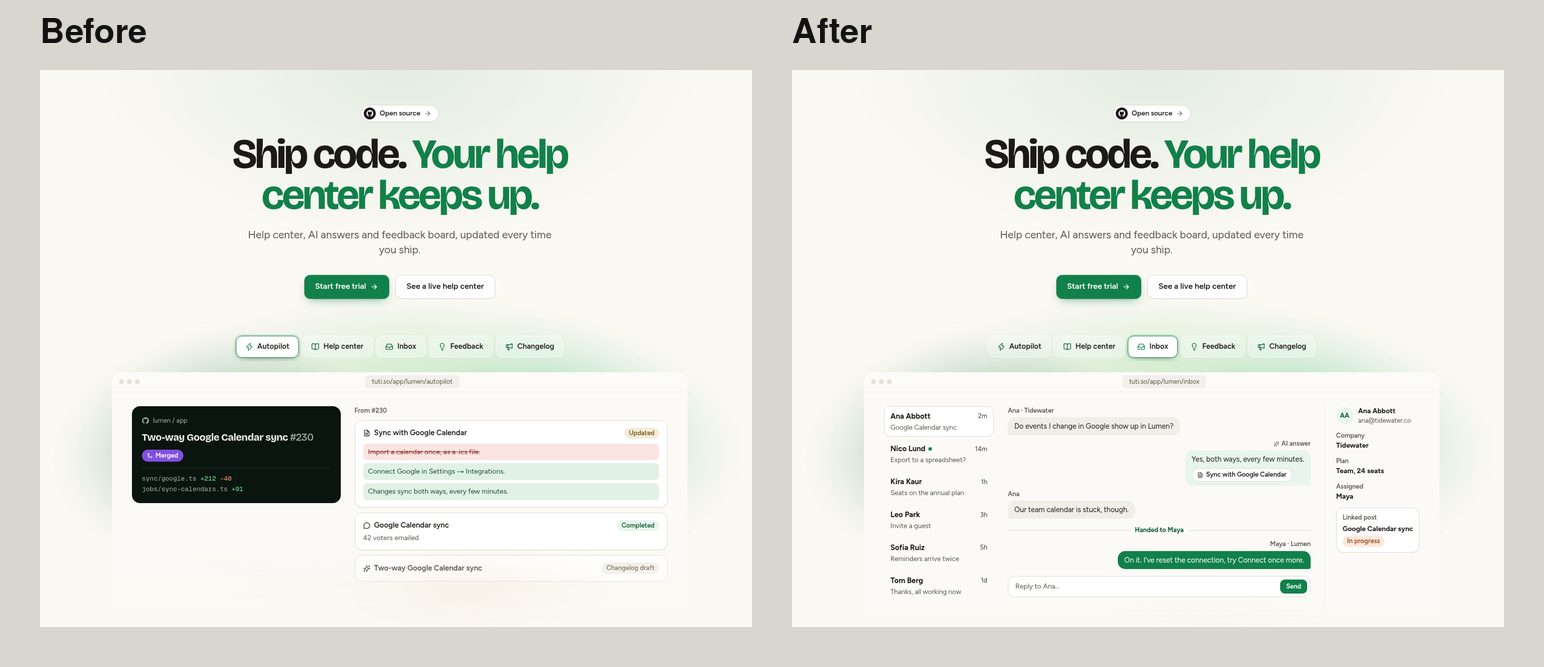 Before
Open source →
Ship code. Your help
center keeps up.
Help center, AI answers and feedback board, updated every time
you ship.
Start free trial →
See a live help center
Autopilot
Help center
Inbox
Feedback
Changelog
tuti.so/app/lumen/autopilot
lumen / app
Two-way Google Calendar sync #230
Merged
sync/google.ts +212 −40
jobs/sync-calendars.ts +91
From #230
Sync with Google Calendar
Updated
Import a calendar once, as a .ics file.
Connect Google in Settings → Integrations.
Changes sync both ways, every few minutes.
Google Calendar sync
Completed
42 voters emailed
Two-way Google Calendar sync
Changelog draft
After
Open source →
Ship code. Your help
center keeps up.
Help center, AI answers and feedback board, updated every time
you ship.
Start free trial →
See a live help center
Autopilot
Help center
Inbox
Feedback
Changelog
tuti.so/app/lumen/inbox
Ana Abbott 2m
Google Calendar sync
Nico Lund 14m
Export to a spreadsheet?
Kira Kaur 1h
Seats on the annual plan
Leo Park 3h
Invite a guest
Sofia Ruiz 5h
Reminders arrive twice
Tom Berg 1d
Thanks, all working now
Ana · Tidewater
Do events I change in Google show up in Lumen?
AI answer
Yes, both ways, every few minutes.
Sync with Google Calendar
Ana
Our team calendar is stuck, though.
Handed to Maya
Maya · Lumen
On it. I've reset the connection, try Connect once more.
Reply to Ana...
Send
AA
Ana Abbott
ana@tidewater.co
Company
Tidewater
Plan
Team, 24 seats
Assigned
Maya
Linked post
Google Calendar sync
In progress